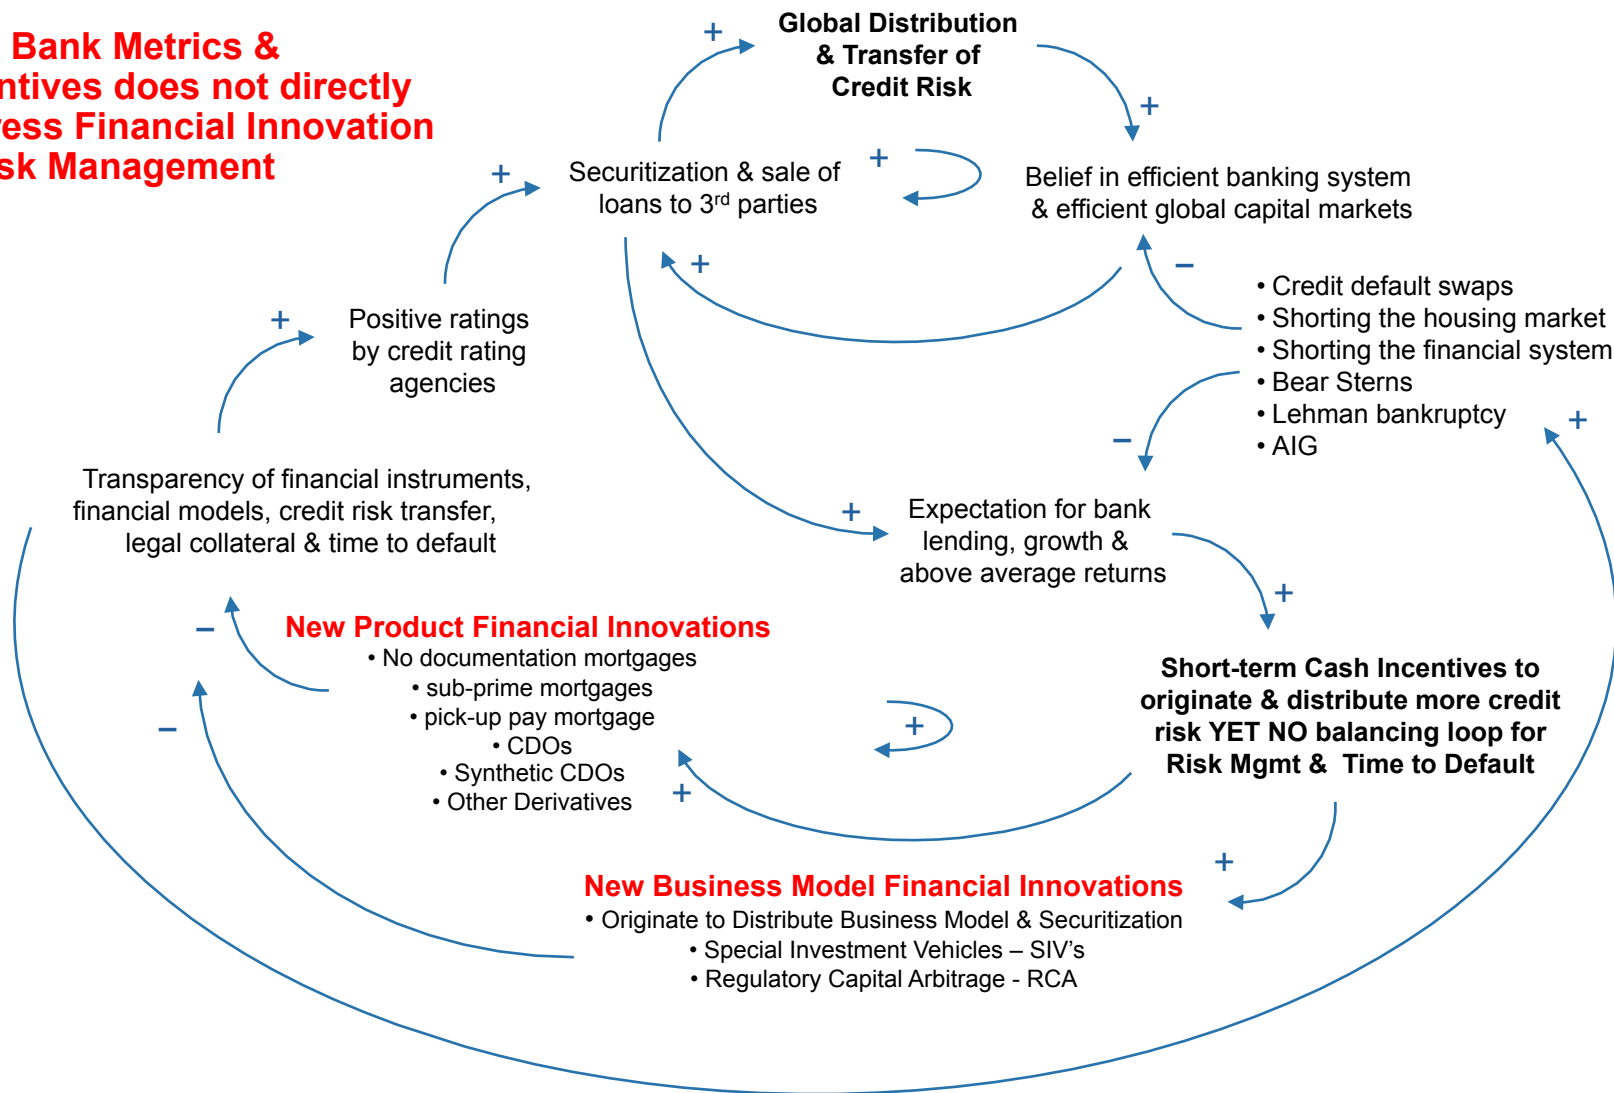 Bank Metrics &
ntives does not directly
ess Financial Innovation
sk Management
Global Distribution
& Transfer of
Credit Risk
+
+
Securitization & sale of
loans to 3rd parties
+
+
Belief in efficient banking system
& efficient global capital markets
+
–
• Credit default swaps
• Shorting the housing market
• Shorting the financial system
• Bear Sterns
• Lehman bankruptcy
• AIG
+
Positive ratings
by credit rating
agencies
+
–
Transparency of financial instruments,
financial models, credit risk transfer,
legal collateral & time to default
+
Expectation for bank
lending, growth &
above average returns
+
–
New Product Financial Innovations
• No documentation mortgages
• sub-prime mortgages
• pick-up pay mortgage
• CDOs
• Synthetic CDOs
• Other Derivatives
+
+
–
Short-term Cash Incentives to
originate & distribute more credit
risk YET NO balancing loop for
Risk Mgmt & Time to Default
+
New Business Model Financial Innovations
• Originate to Distribute Business Model & Securitization
• Special Investment Vehicles – SIV's
• Regulatory Capital Arbitrage - RCA